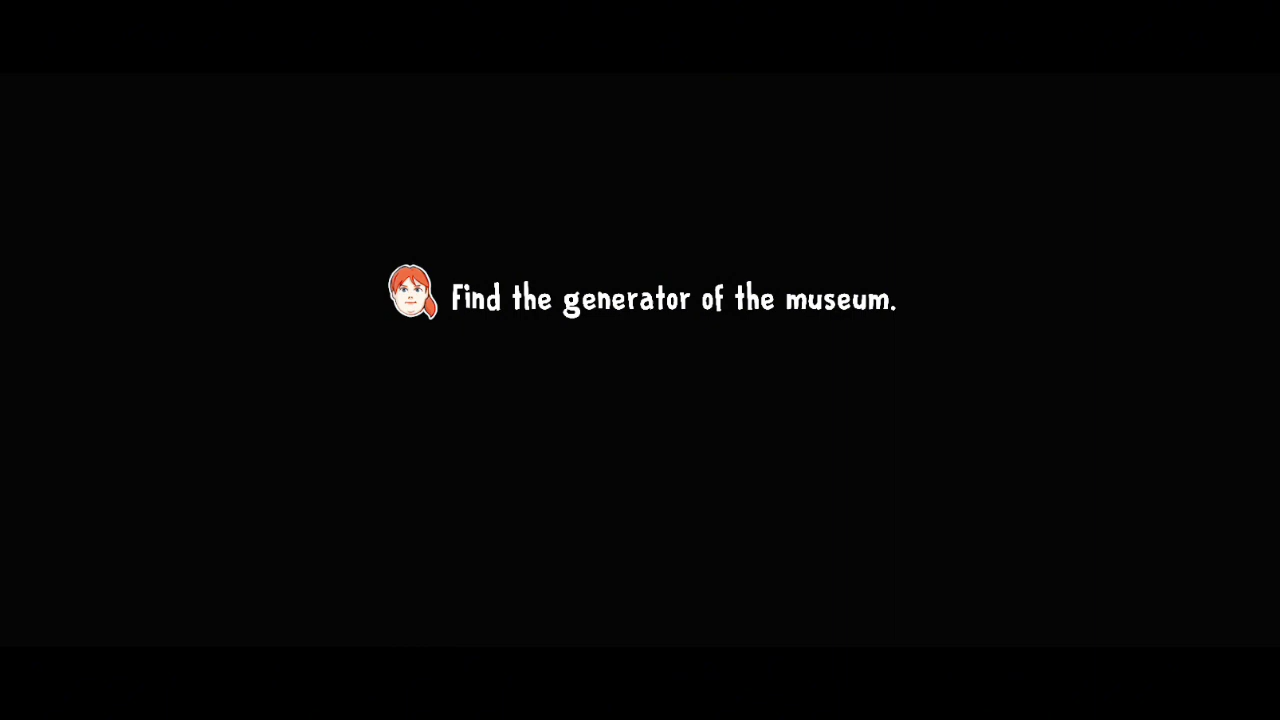 Find the generator of the museum.